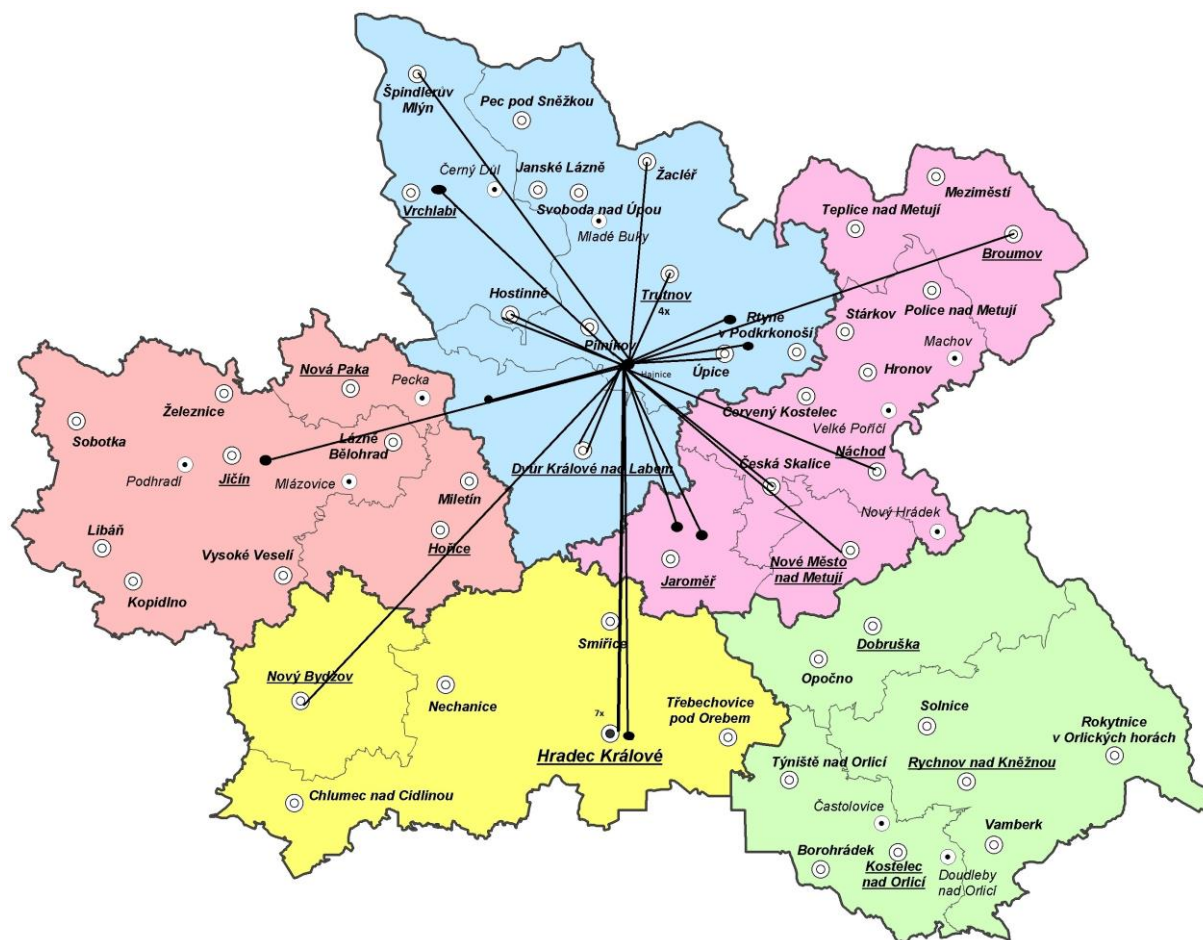 Špindlerův
Mlýn
Pec pod Sněžkou
Černý Důl
Janské Lázně
Žacléř
Vrchlabí
Svoboda nad Úpou
Mladé Buky
Meziměstí
Teplice nad Metují
Broumov
Trutnov
4x
Hostinné
Pilníkov
Rtyně
v Podkrkonoší
Úpice
Hajnice
Police nad Metují
Stárkov
Machov
Hronov
Červený Kostelec
Velké Poříčí
Náchod
Česká Skalice
Nový Hrádek
Nové Město
nad Metují
Jaroměř
Dvůr Králové nad Labem
Nová Paka
Pecka
Železnice
Sobotka
Lázně
Bělohrad
Jičín
Podhradí
Mlázovice
Miletín
Hořice
Libáň
Vysoké Veselí
Kopidlno
Smiřice
Nový Bydžov
Nechanice
7x
Hradec Králové
Třebechovice
pod Orebem
Chlumec nad Cidlinou
Dobruška
Opočno
Solnice
Rokytnice
v Orlických horách
Týniště nad Orlicí
Rychnov nad Kněžnou
Častolovice
Vamberk
Borohrádek
Kostelec
nad Orlicí
Doudleby
nad Orlicí